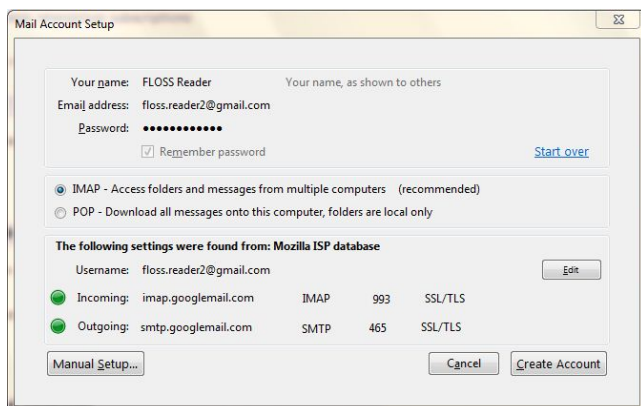 Mail Account Setup
Your name: FLOSS Reader Your name, as shown to others
Email address: floss.reader2@gmail.com
Password: ••••••••••••
Remember password Start over
IMAP - Access folders and messages from multiple computers (recommended)
POP - Download all messages onto this computer, folders are local only
The following settings were found from: Mozilla ISP database
Username: floss.reader2@gmail.com Edit
Incoming: imap.googlemail.com IMAP 993 SSL/TLS
Outgoing: smtp.googlemail.com SMTP 465 SSL/TLS
Manual Setup... Cancel Create Account